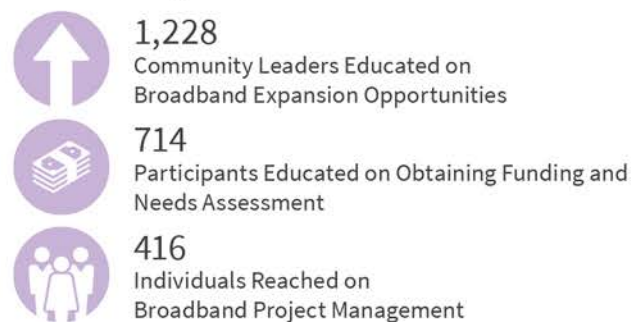 1,228
Community Leaders Educated on
Broadband Expansion Opportunities
714
Participants Educated on Obtaining Funding and
Needs Assessment
416
Individuals Reached on
Broadband Project Management